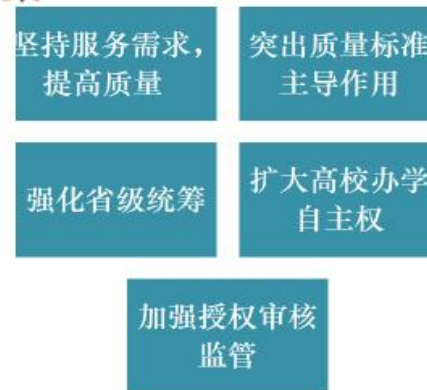 坚持服务需求，
提高质量
突出质量标准
主导作用
强化省级统筹
扩大高校办学
自主权
加强授权审核
监管